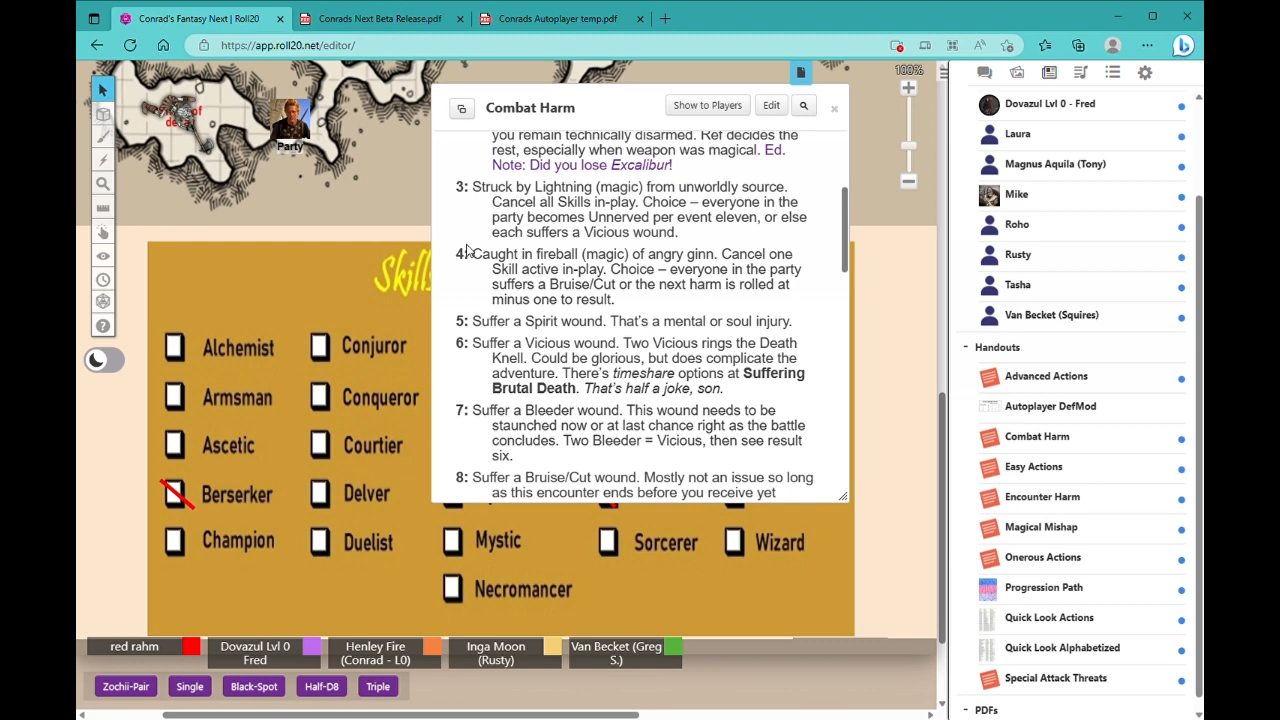 Conrad's Fantasy Next | Roll20
Conrads Next Beta Release.pdf
Conrads Autoplayer temp.pdf
https://app.roll20.net/editor/
100%
Party
Combat Harm
Show to Players
Edit
you remain technically disarmed. Ref decides the
rest, especially when weapon was magical. Ed.
Note: Did you lose Excalibur!
3: Struck by Lightning (magic) from unworldly source.
Cancel all Skills in-play. Choice – everyone in the
party becomes Unnerved per event eleven, or else
each suffers a Vicious wound.
4: Caught in fireball (magic) of angry ginn. Cancel one
Skill active in-play. Choice – everyone in the party
suffers a Bruise/Cut or the next harm is rolled at
minus one to result.
5: Suffer a Spirit wound. That's a mental or soul injury.
6: Suffer a Vicious wound. Two Vicious rings the Death
Knell. Could be glorious, but does complicate the
adventure. There's timeshare options at Suffering
Brutal Death. That's half a joke, son.
7: Suffer a Bleeder wound. This wound needs to be
staunched now or at last chance right as the battle
concludes. Two Bleeder = Vicious, then see result
six.
8: Suffer a Bruise/Cut wound. Mostly not an issue so long
as this encounter ends before you receive yet
Skills
Alchemist
Armsman
Ascetic
Berserker
Champion
Conjuror
Conqueror
Courtier
Delver
Duelist
Mystic
Necromancer
Sorcerer
Wizard
red rahm
Dovazul Lvl 0
Fred
Henley Fire
(Conrad - L0)
Inga Moon
(Rusty)
Van Becket (Greg
S.)
Zochii-Pair
Single
Black-Spot
Half-D8
Triple
Dovazul Lvl 0 - Fred
Laura
Magnus Aquila (Tony)
Mike
Roho
Rusty
Tasha
Van Becket (Squires)
Handouts
Advanced Actions
Autoplayer DefMod
Combat Harm
Easy Actions
Encounter Harm
Magical Mishap
Onerous Actions
Progression Path
Quick Look Actions
Quick Look Alphabetized
Special Attack Threats
PDFs